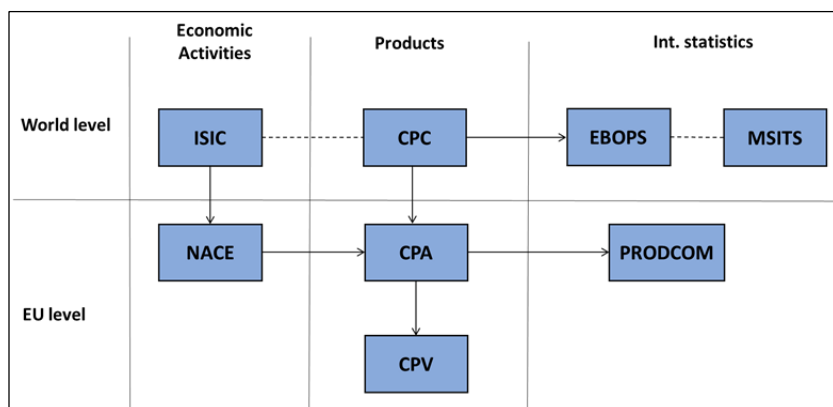 Economic
Activities
Products
Int. statistics
World level
ISIC
CPC
EBOPS
MSITS
NACE
CPA
PRODCOM
EU level
CPV